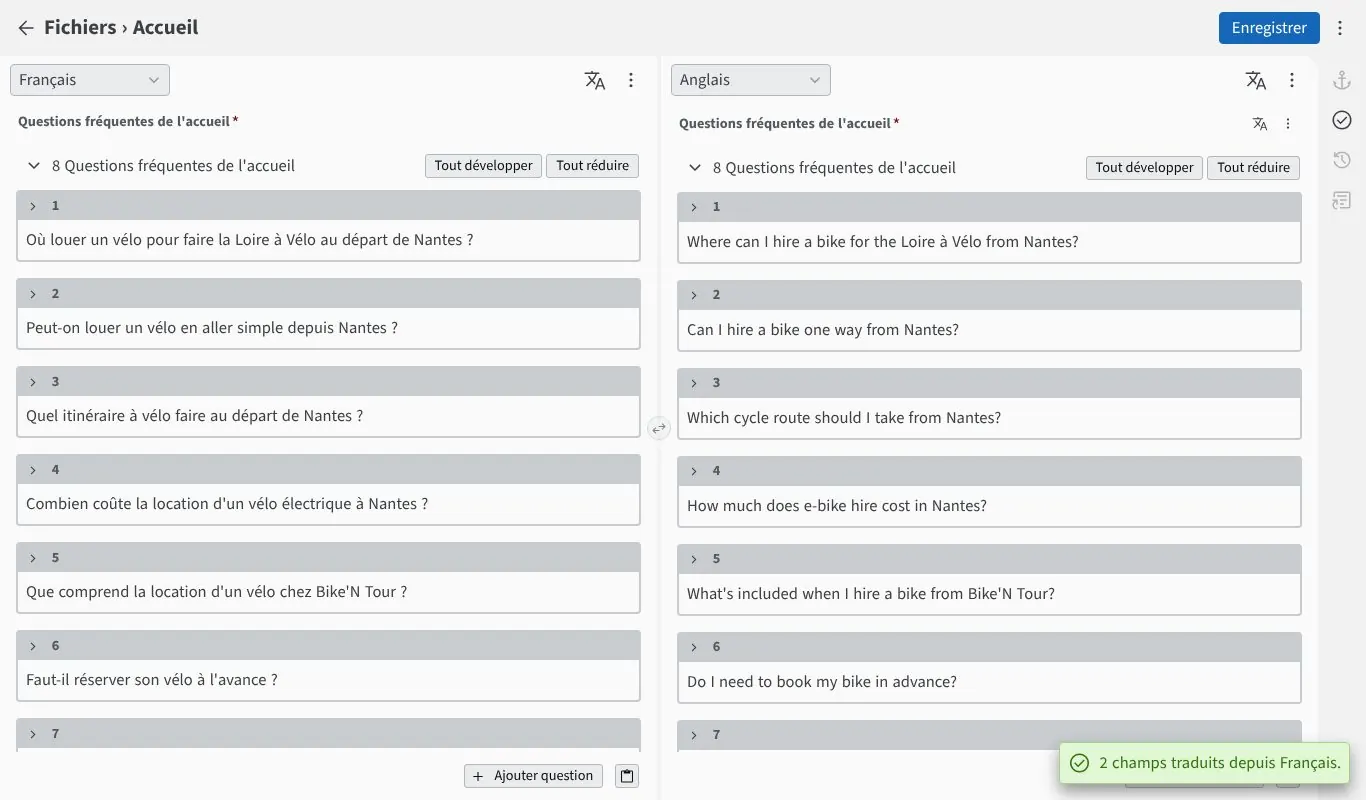 Fichiers › Accueil
Enregistrer
Français
Questions fréquentes de l'accueil *
8 Questions fréquentes de l'accueil
Tout développer
Tout réduire
1
Où louer un vélo pour faire la Loire à Vélo au départ de Nantes ?
2
Peut-on louer un vélo en aller simple depuis Nantes ?
3
Quel itinéraire à vélo faire au départ de Nantes ?
4
Combien coûte la location d'un vélo électrique à Nantes ?
5
Que comprend la location d'un vélo chez Bike'N Tour ?
6
Faut-il réserver son vélo à l'avance ?
7
+ Ajouter question
Anglais
Questions fréquentes de l'accueil *
8 Questions fréquentes de l'accueil
Tout développer
Tout réduire
1
Where can I hire a bike for the Loire à Vélo from Nantes?
2
Can I hire a bike one way from Nantes?
3
Which cycle route should I take from Nantes?
4
How much does e-bike hire cost in Nantes?
5
What's included when I hire a bike from Bike'N Tour?
6
Do I need to book my bike in advance?
7
2 champs traduits depuis Français.